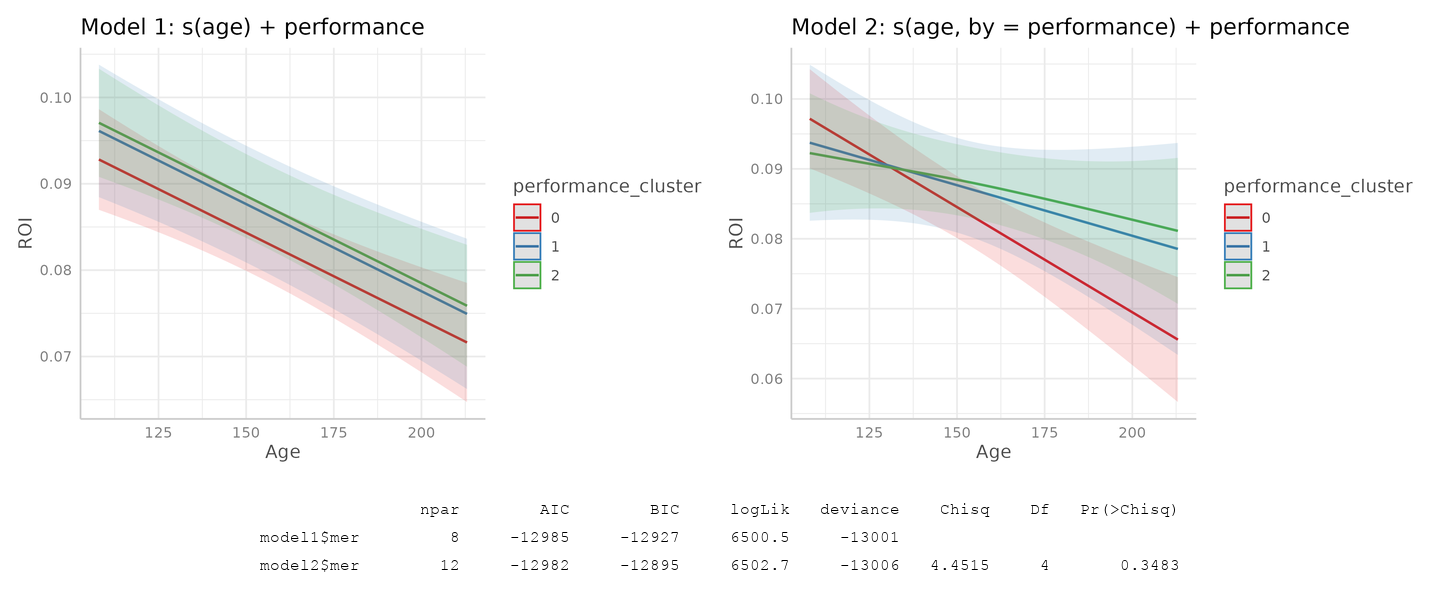 Model 1: s(age) + performance
0.10
0.09
0.08
0.07
ROI
125 150 175 200
Age
performance_cluster
0
1
2
Model 2: s(age, by = performance) + performance
0.10
0.09
0.08
0.07
0.06
ROI
125 150 175 200
Age
performance_cluster
0
1
2
npar AIC BIC logLik deviance Chisq Df Pr(>Chisq)
model1$mer 8 -12985 -12927 6500.5 -13001
model2$mer 12 -12982 -12895 6502.7 -13006 4.4515 4 0.3483